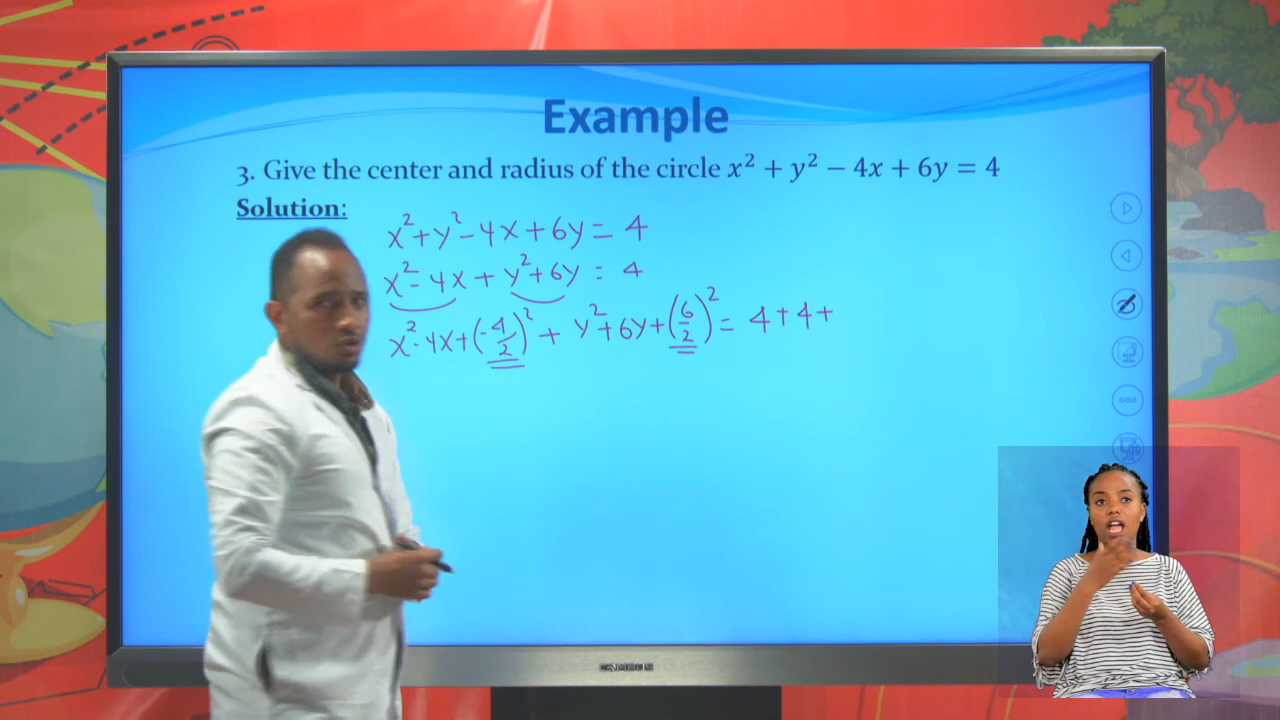 Example
3. Give the center and radius of the circle x² + y² − 4x + 6y = 4
Solution:
x² + y² - 4x + 6y = 4
x² - 4x + y² + 6y = 4
x² - 4x + (-4/2)² + y² + 6y + (6/2)² = 4 + 4 +